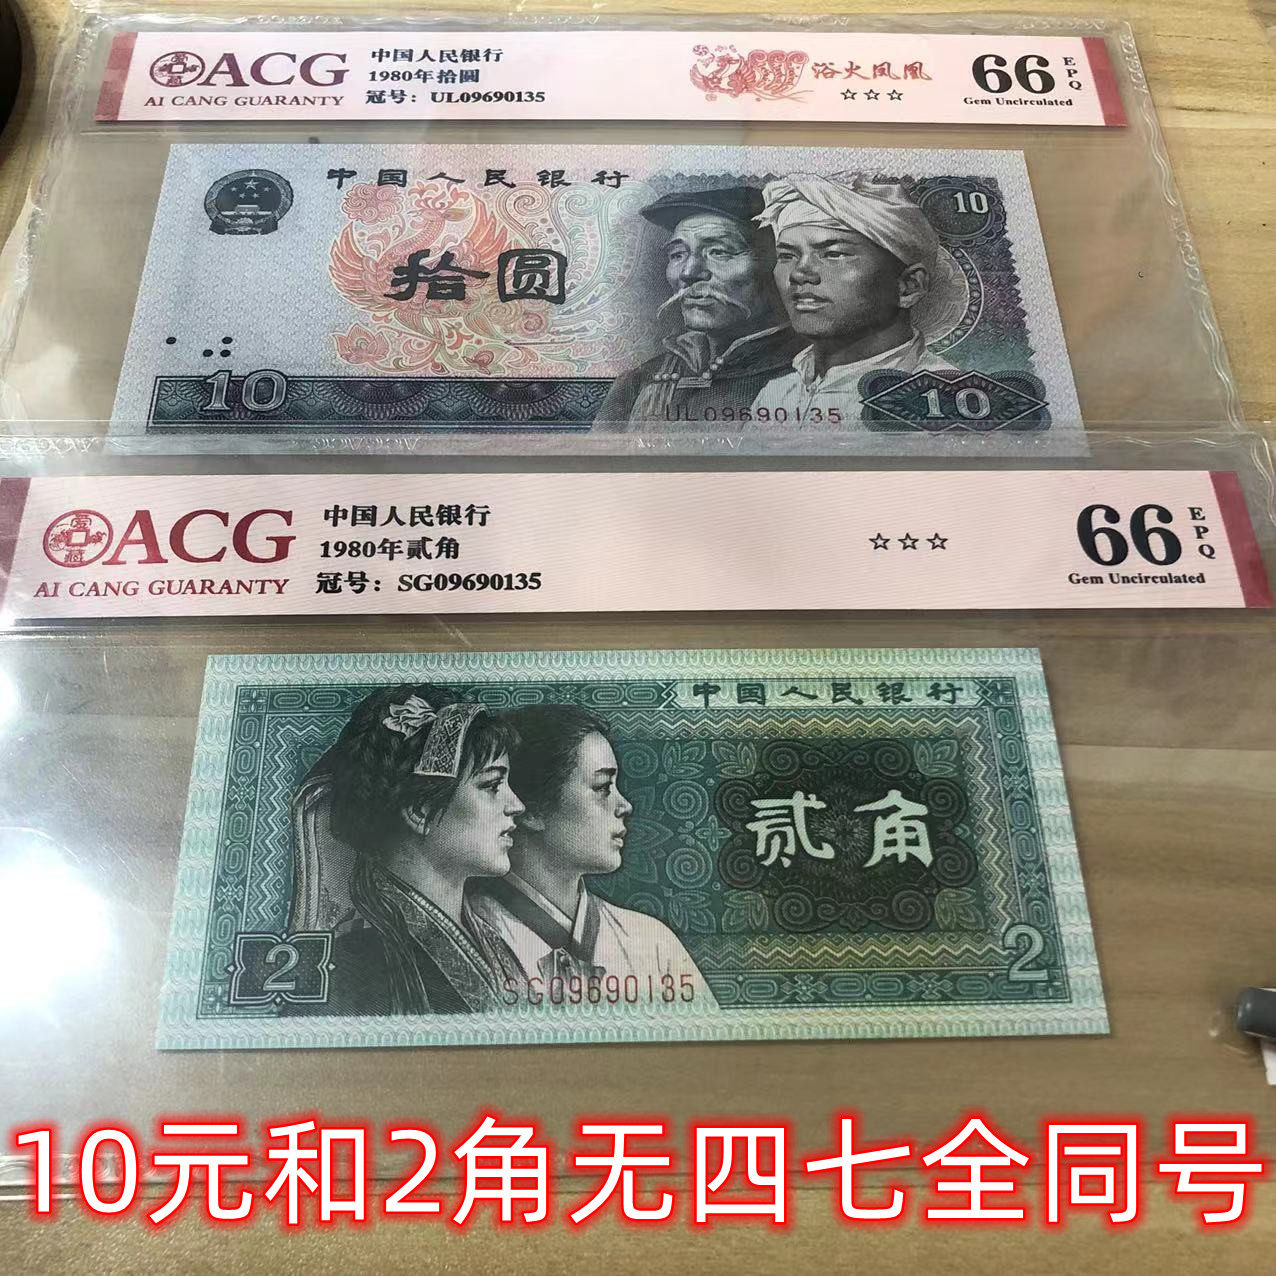 ACG
AI CANG GUARANTY
中国人民银行
1980年拾圆
冠号：UL09690135
浴火凤凰
☆☆☆
66
EPQ
Gem Uncirculated
中国人民银行
10
拾圆
10
UL09690135
10
ACG
AI CANG GUARANTY
中国人民银行
1980年贰角
冠号：SG09690135
☆☆☆
66
EPQ
Gem Uncirculated
中国人民银行
贰角
2
2
SG09690135
10元和2角无四七全同号